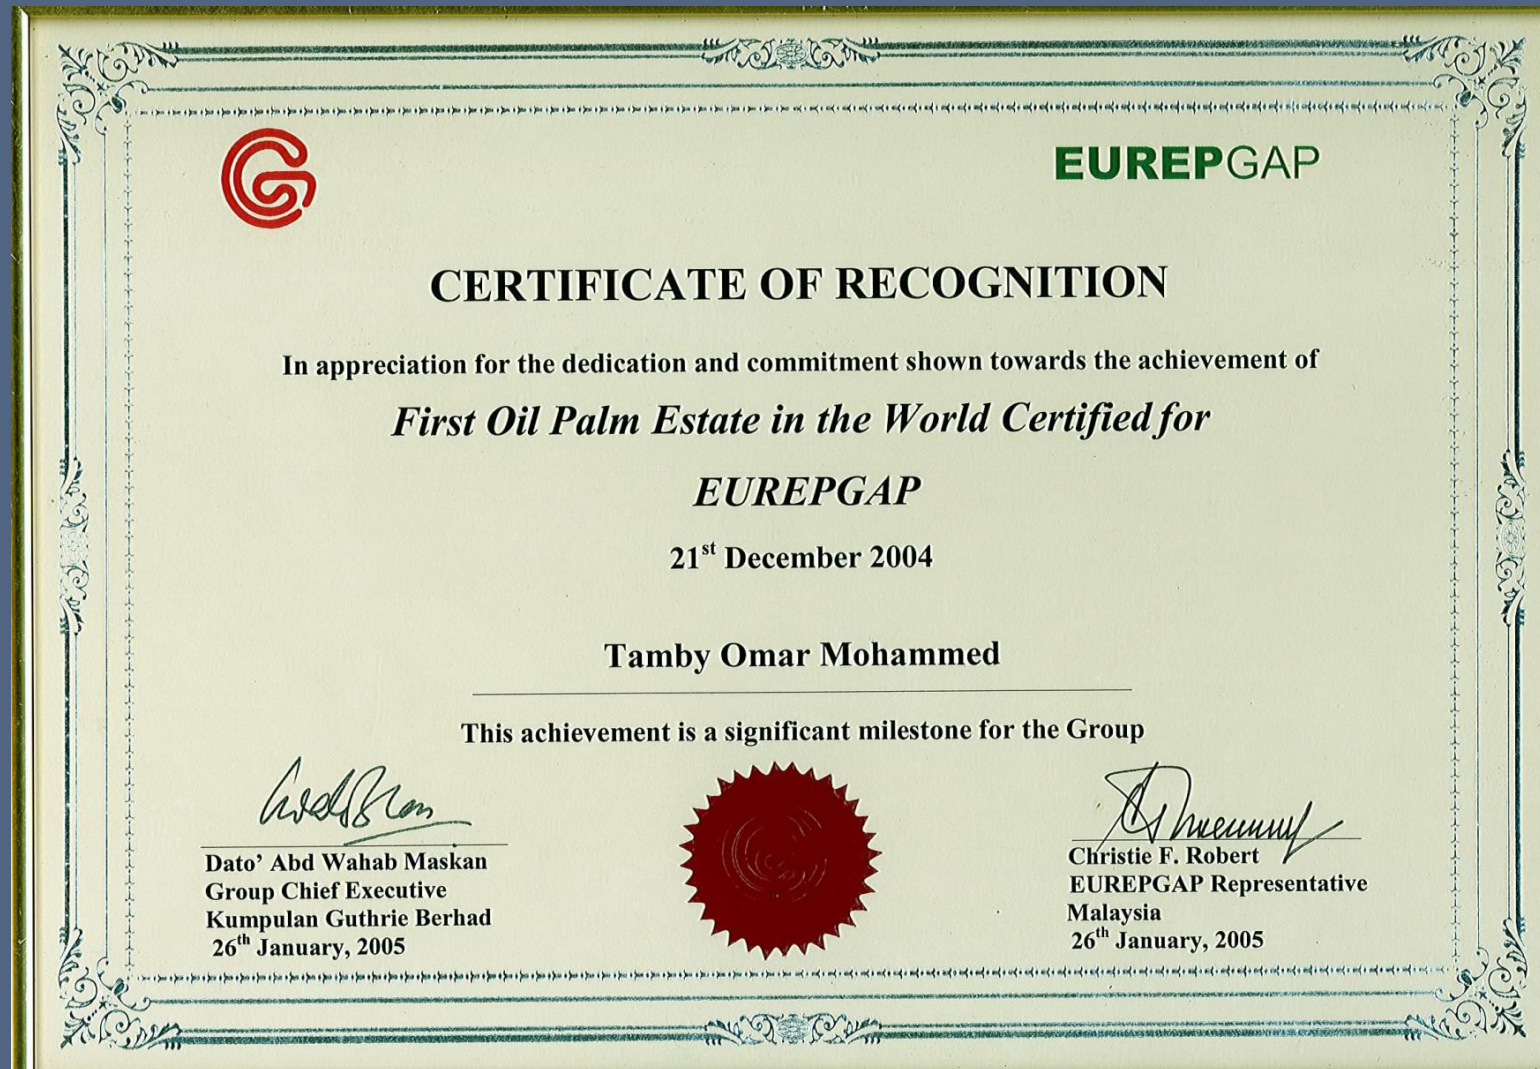 EUREPGAP
CERTIFICATE OF RECOGNITION
In appreciation for the dedication and commitment shown towards the achievement of
First Oil Palm Estate in the World Certified for
EUREPGAP
21st December 2004
Tamby Omar Mohammed
This achievement is a significant milestone for the Group
Dato' Abd Wahab Maskan
Group Chief Executive
Kumpulan Guthrie Berhad
26th January, 2005
Christie F. Robert
EUREPGAP Representative
Malaysia
26th January, 2005